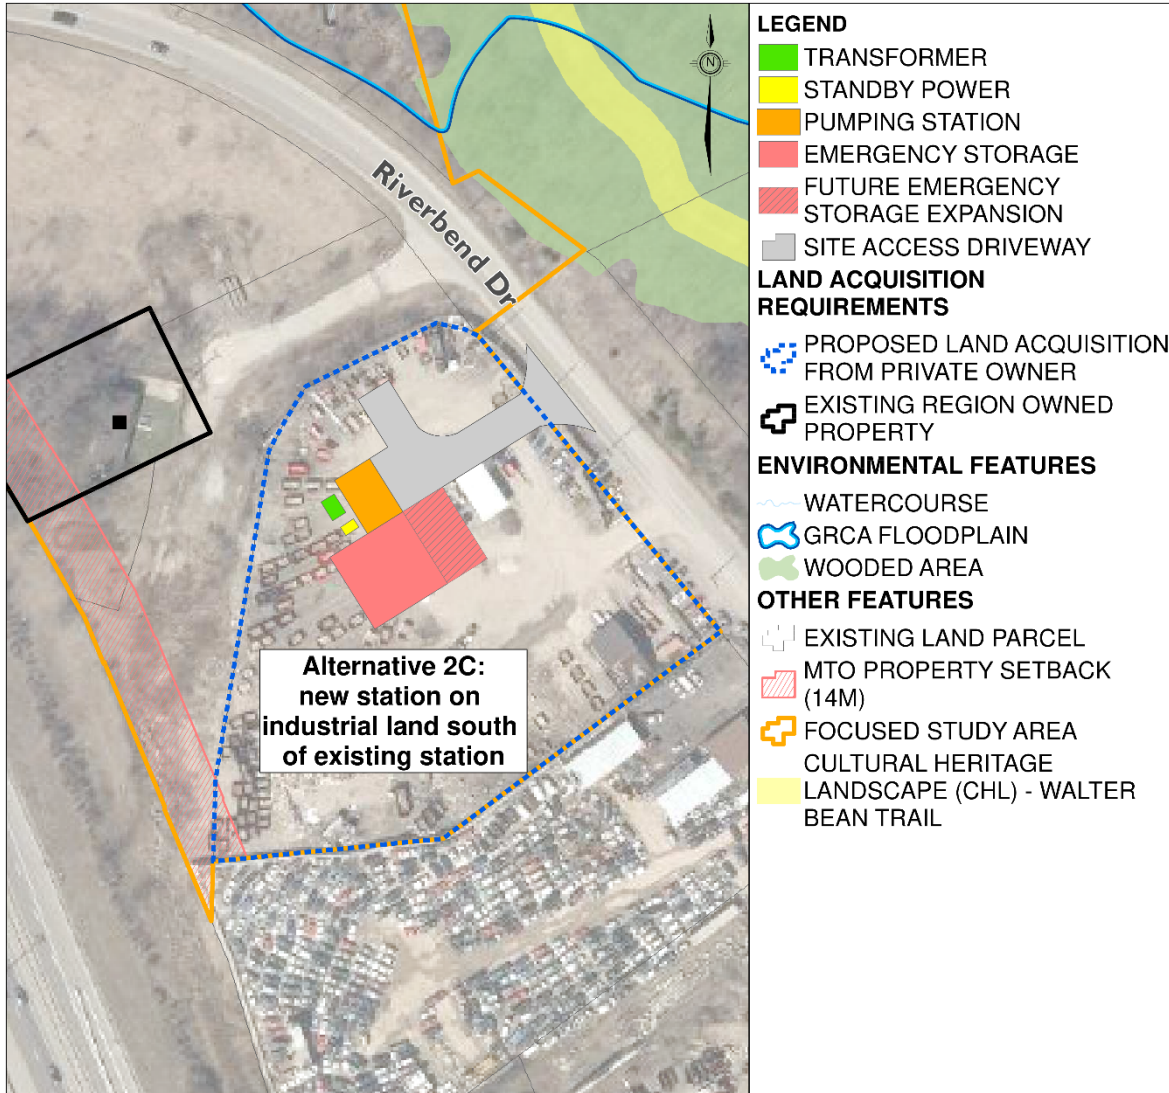 Riverbend Dr
N
Alternative 2C:
new station on
industrial land south
of existing station
LEGEND
TRANSFORMER
STANDBY POWER
PUMPING STATION
EMERGENCY STORAGE
FUTURE EMERGENCY
STORAGE EXPANSION
SITE ACCESS DRIVEWAY
LAND ACQUISITION
REQUIREMENTS
PROPOSED LAND ACQUISITION
FROM PRIVATE OWNER
EXISTING REGION OWNED
PROPERTY
ENVIRONMENTAL FEATURES
WATERCOURSE
GRCA FLOODPLAIN
WOODED AREA
OTHER FEATURES
EXISTING LAND PARCEL
MTO PROPERTY SETBACK
(14M)
FOCUSED STUDY AREA
CULTURAL HERITAGE
LANDSCAPE (CHL) - WALTER
BEAN TRAIL